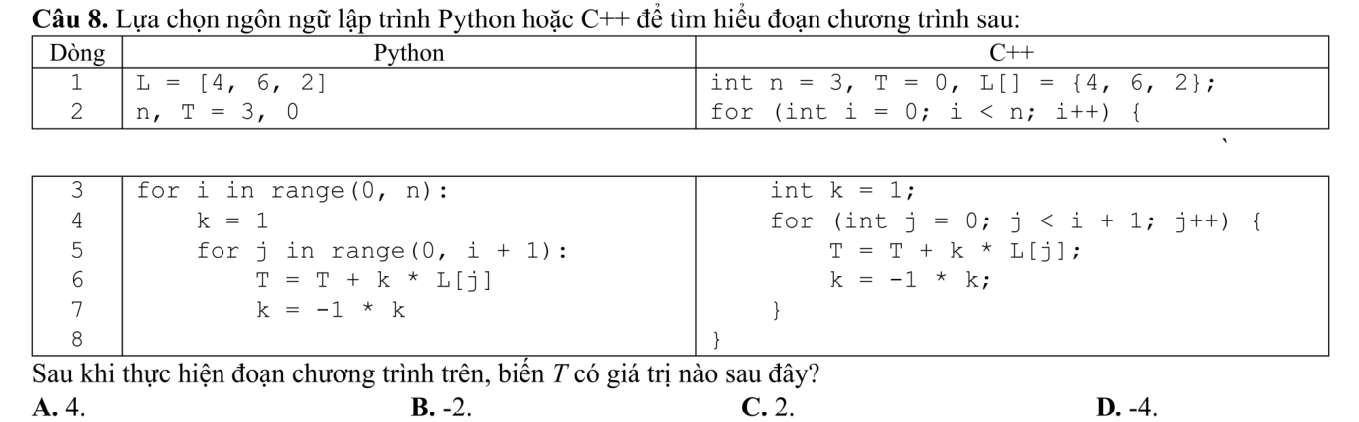 Câu 8. Lựa chọn ngôn ngữ lập trình Python hoặc C++ để tìm hiểu đoạn chương trình sau:
Dòng Python C++
1 L = [4, 6, 2] int n = 3, T = 0, L[] = {4, 6, 2};
2 n, T = 3, 0 for (int i = 0; i < n; i++) {
3 for i in range(0, n): int k = 1;
4 k = 1 for (int j = 0; j < i + 1; j++) {
5 for j in range(0, i + 1): T = T + k * L[j];
6 T = T + k * L[j] k = -1 * k;
7 k = -1 * k }
8 }
Sau khi thực hiện đoạn chương trình trên, biến T có giá trị nào sau đây?
A. 4. B. -2. C. 2. D. -4.